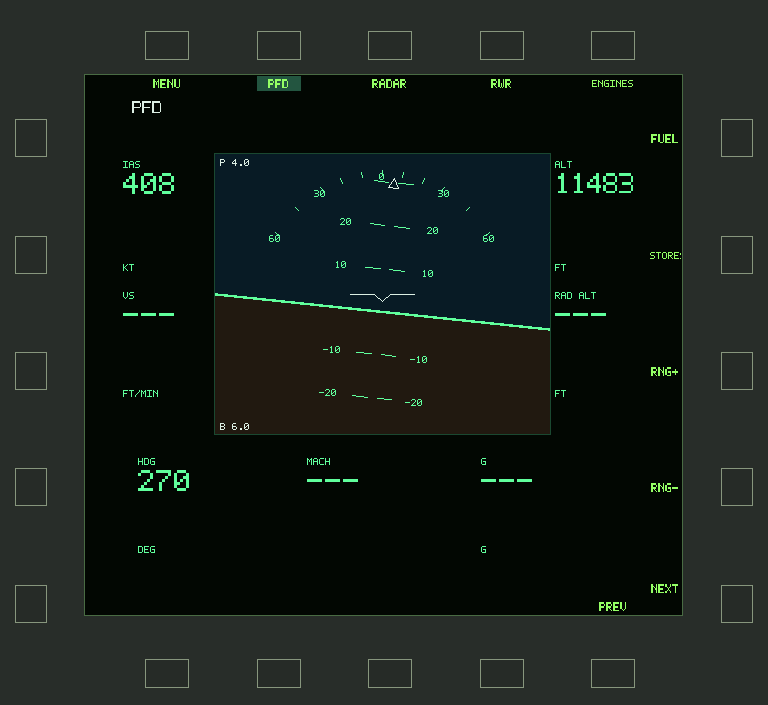 MENU PFD RADAR RWR ENGINES
PFD
FUEL
IAS
408
KT
VS
---
FT/MIN
P 4.0
0
30 30
60 60
20 20
10 10
-10 -10
-20 -20
B 6.0
ALT
11483
FT
RAD ALT
---
FT
STORE
RNG+
HDG
270
DEG
MACH
---
G
---
G
RNG-
NEXT
PREV